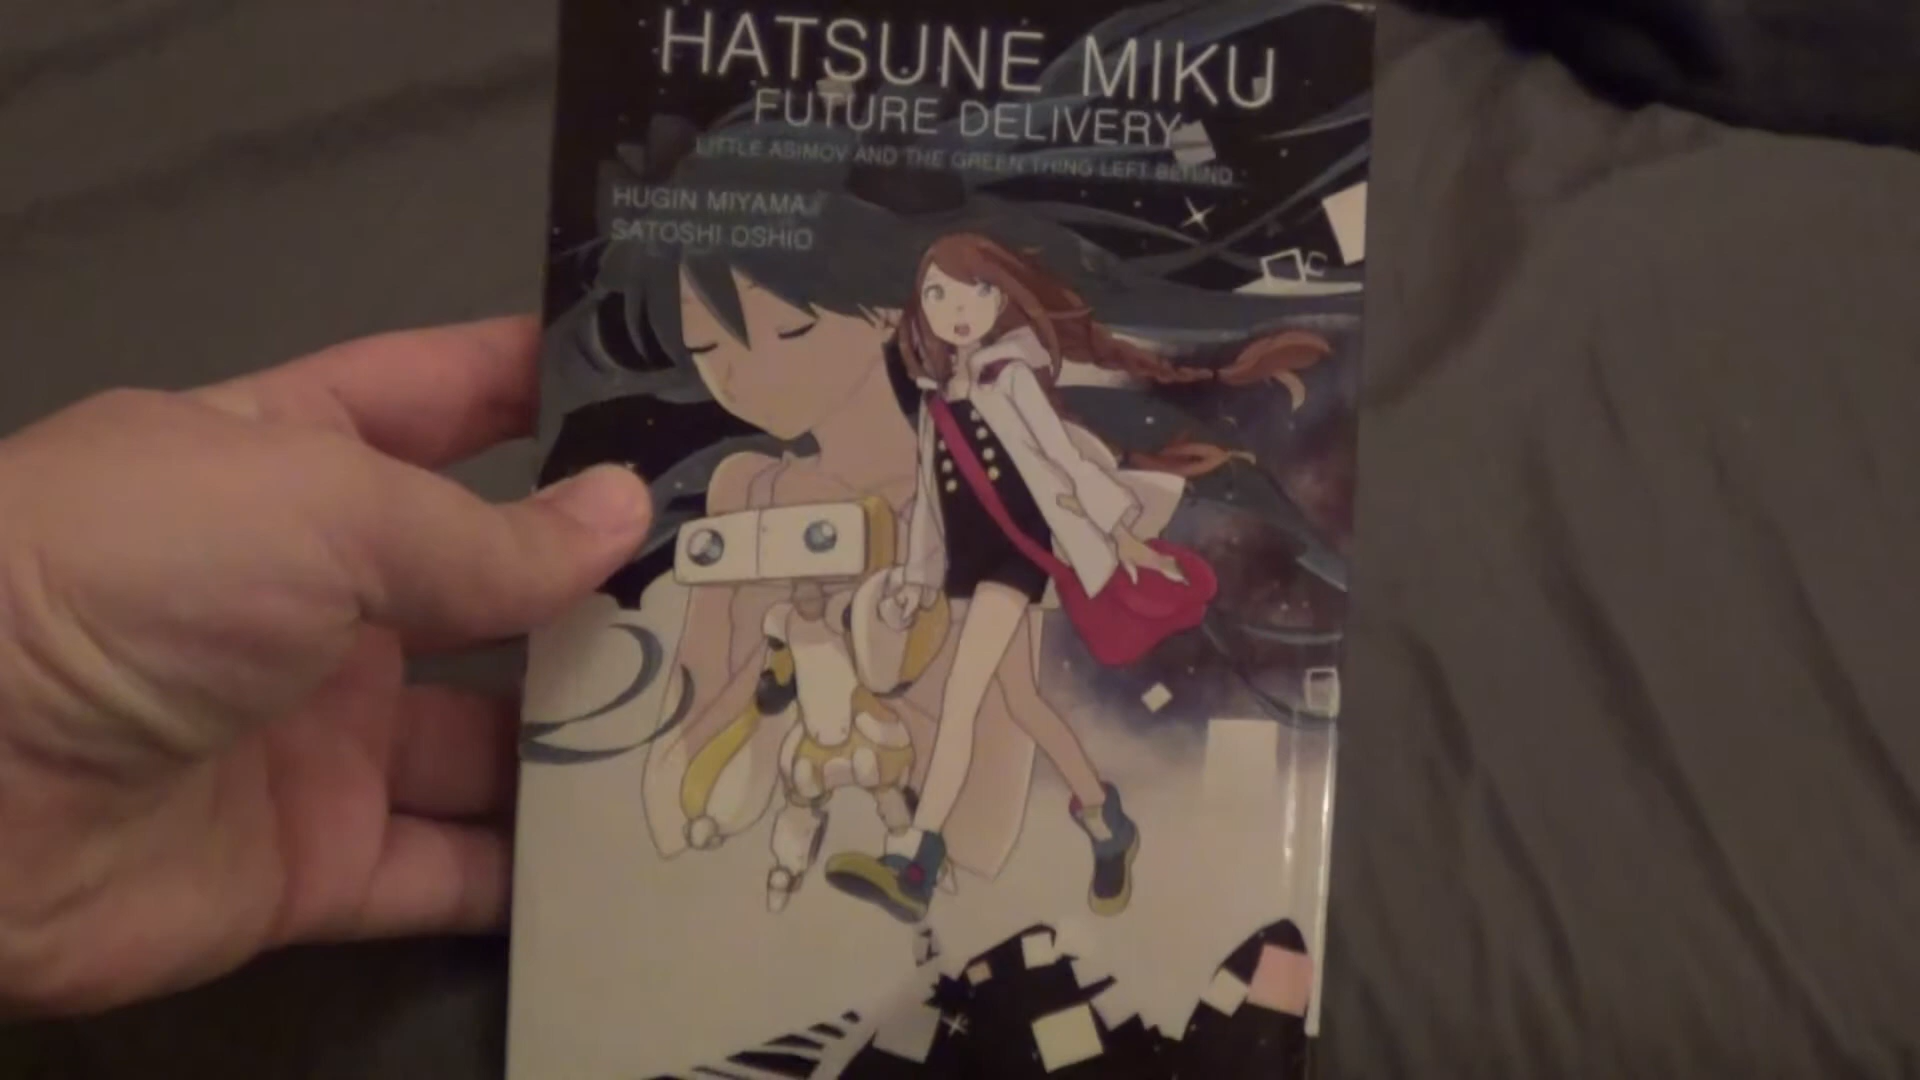 HATSUNE MIKU
FUTURE DELIVERY
LITTLE ASIMOV AND THE GREEN THING LEFT BEHIND
HUGIN MIYAMA
SATOSHI OSHIO